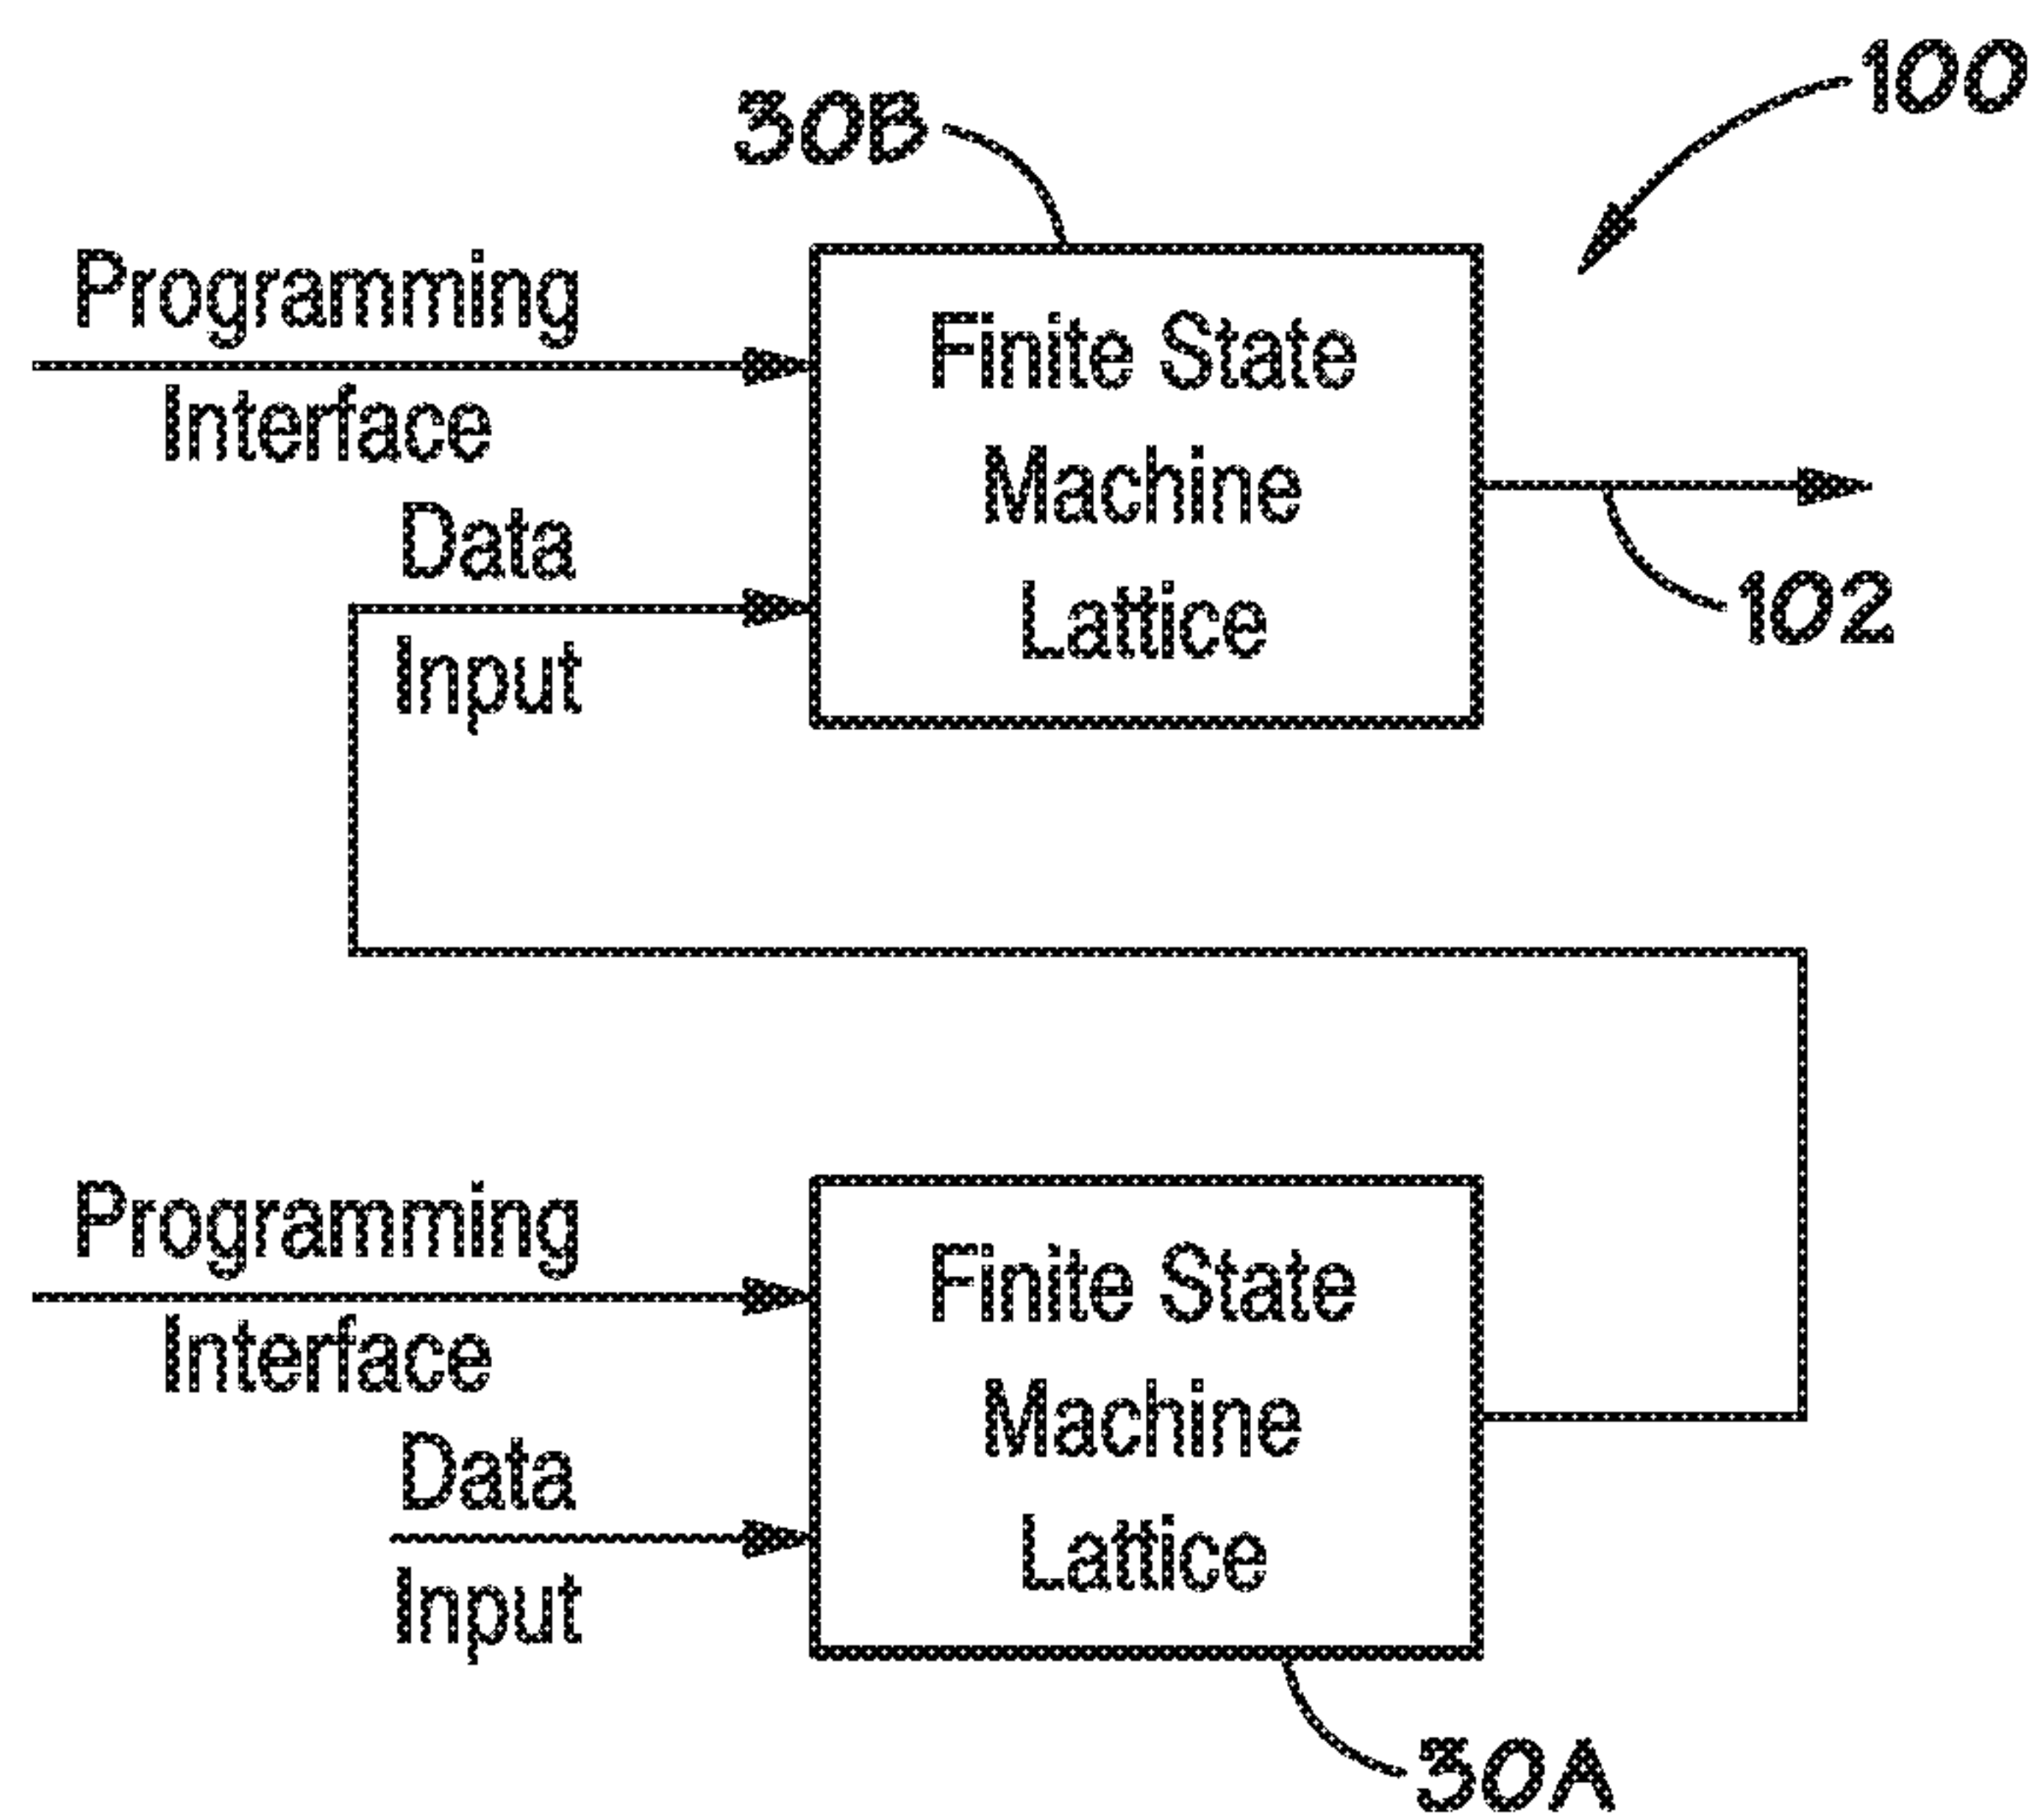 100
30B
Programming
Interface
Data
Input
Finite State
Machine
Lattice
102
Programming
Interface
Data
Input
Finite State
Machine
Lattice
30A